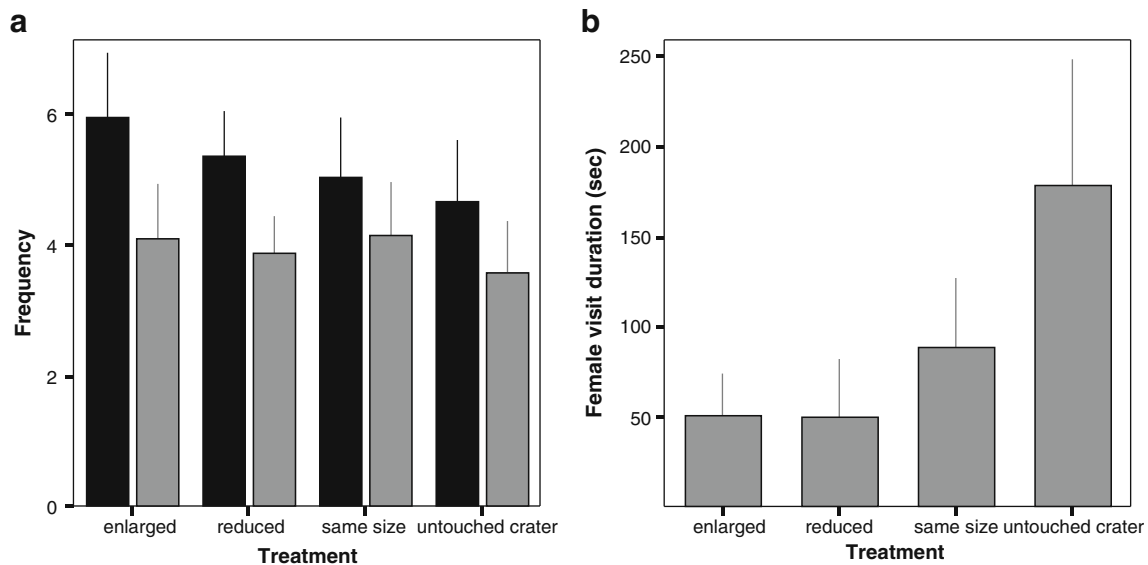 a
6
4
2
0
Frequency
enlarged reduced same size untouched crater
Treatment
b
250
200
150
100
50
Female visit duration (sec)
enlarged reduced same size untouched crater
Treatment